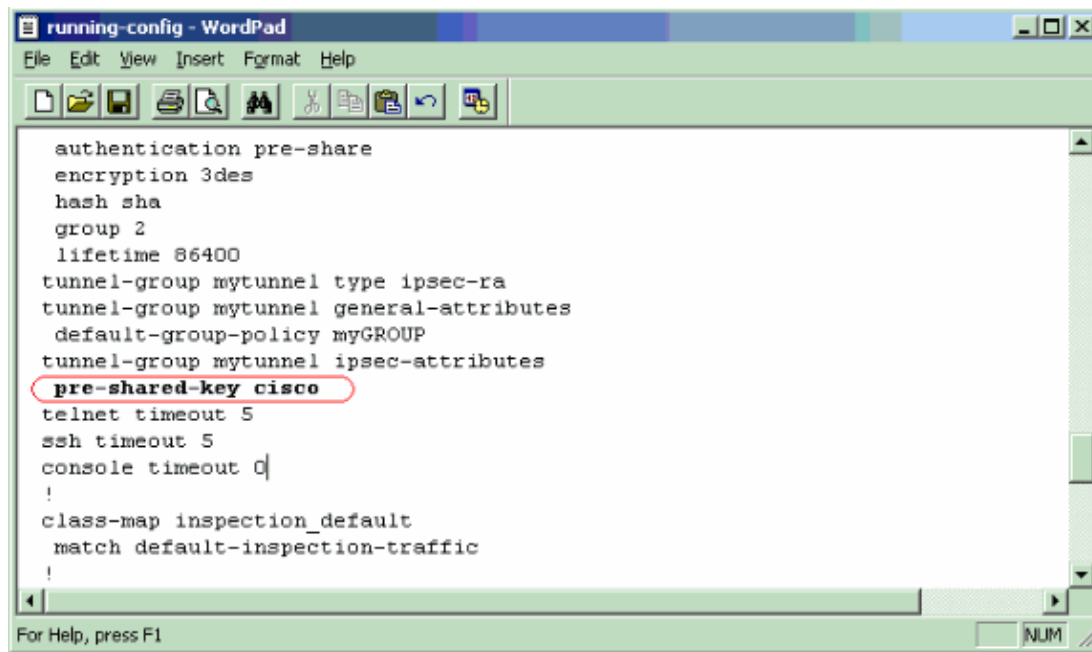 running-config - WordPad
File Edit View Insert Format Help
authentication pre-share
encryption 3des
hash sha
group 2
lifetime 86400
tunnel-group mytunnel type ipsec-ra
tunnel-group mytunnel general-attributes
default-group-policy myGROUP
tunnel-group mytunnel ipsec-attributes
pre-shared-key cisco
telnet timeout 5
ssh timeout 5
console timeout 0
!
class-map inspection_default
match default-inspection-traffic
!
For Help, press F1 NUM